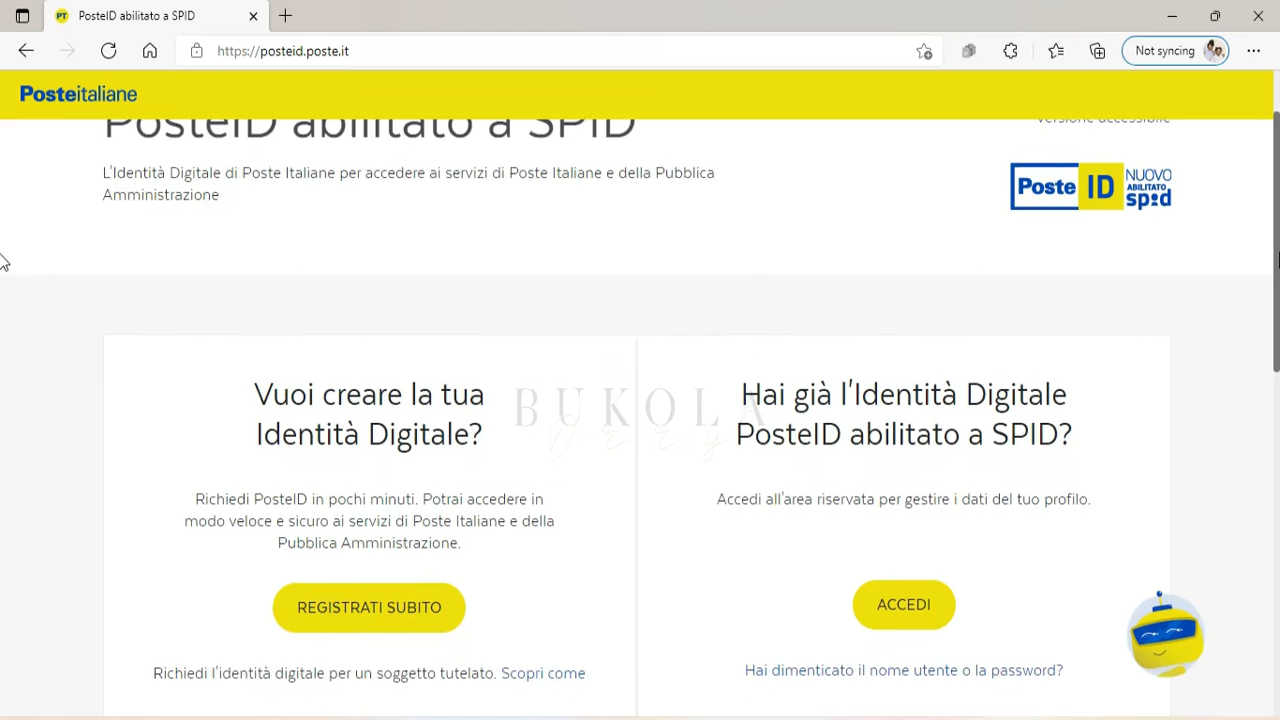 PosteID abilitato a SPID
https://posteid.poste.it
Not syncing
Posteitaliane
PosteID abilitato a SPID
Versione accessibile
L'Identità Digitale di Poste Italiane per accedere ai servizi di Poste Italiane e della Pubblica
Amministrazione
Poste ID NUOVO
ABILITATO
spid
Vuoi creare la tua
Identità Digitale?
Richiedi PosteID in pochi minuti. Potrai accedere in
modo veloce e sicuro ai servizi di Poste Italiane e della
Pubblica Amministrazione.
REGISTRATI SUBITO
Richiedi l'identità digitale per un soggetto tutelato. Scopri come
BUKOLA
Hai già l'Identità Digitale
PosteID abilitato a SPID?
Accedi all'area riservata per gestire i dati del tuo profilo.
ACCEDI
Hai dimenticato il nome utente o la password?